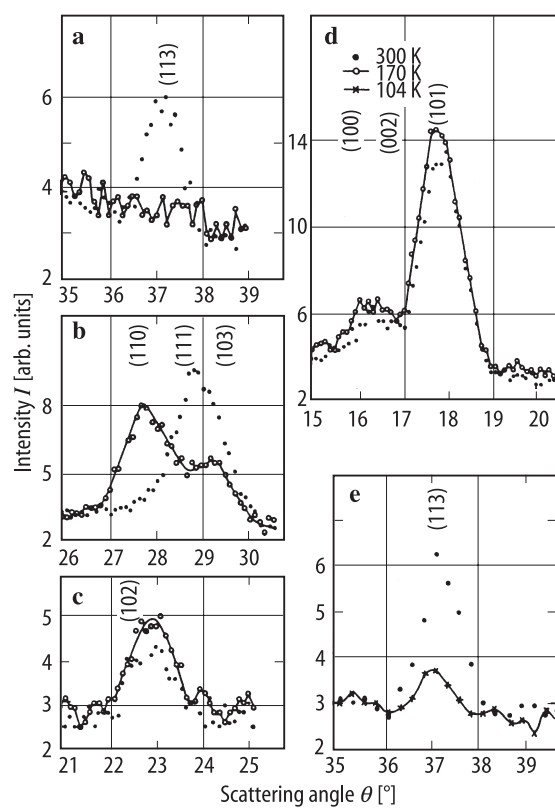 a
(113)
6
4
2
35 36 37 38 39
b
(110)
(111)
(103)
8
5
2
26 27 28 29 30
c
(102)
5
4
3
2
21 22 23 24 25
d
300 K
170 K
104 K
(100)
(002)
(101)
14
10
6
2
15 16 17 18 19 20
e
(113)
6
5
4
3
2
35 36 37 38 39
Intensity I [arb. units]
Scattering angle θ [°]